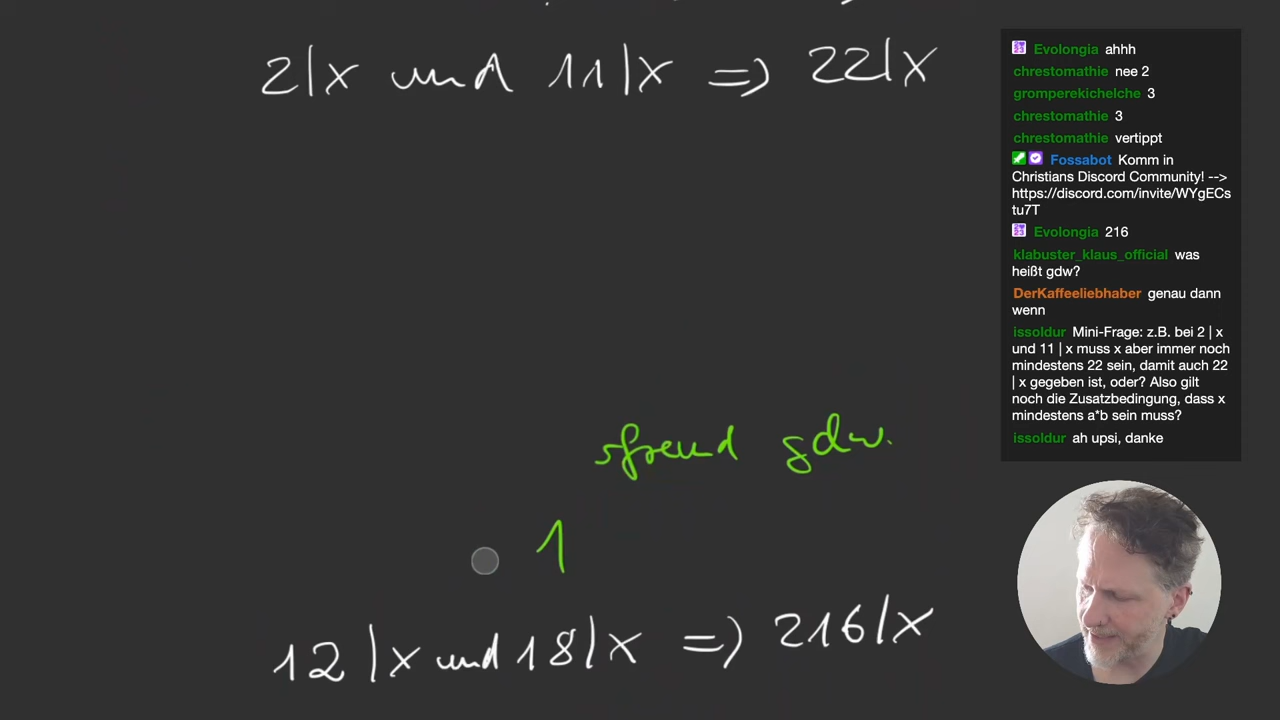 2|x und 11|x => 22|x
gdw.
1
12|x und 18|x => 216|x
Evolongia ahhh
chrestomathie nee 2
gromperekichelche 3
chrestomathie 3
chrestomathie vertippt
Fossabot Komm in
Christians Discord Community! -->
https://discord.com/invite/WYgECs
tu7T
Evolongia 216
klabuster_klaus_official was
heißt gdw?
DerKaffeeliebhaber genau dann
wenn
issoldur Mini-Frage: z.B. bei 2 | x
und 11 | x muss x aber immer noch
mindestens 22 sein, damit auch 22
| x gegeben ist, oder? Also gilt
noch die Zusatzbedingung, dass x
mindestens a*b sein muss?
issoldur ah upsi, danke